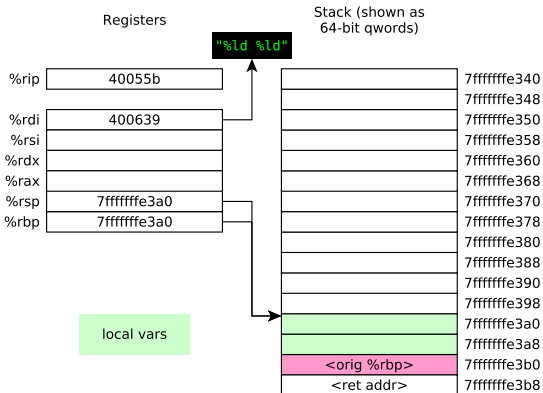 Registers
Stack (shown as
64-bit qwords)
"%ld %ld"
%rip 40055b
%rdi 400639
%rsi
%rdx
%rax
%rsp 7fffffffe3a0
%rbp 7fffffffe3a0
local vars
7fffffffe340
7fffffffe348
7fffffffe350
7fffffffe358
7fffffffe360
7fffffffe368
7fffffffe370
7fffffffe378
7fffffffe380
7fffffffe388
7fffffffe390
7fffffffe398
7fffffffe3a0
7fffffffe3a8
<orig %rbp> 7fffffffe3b0
<ret addr> 7fffffffe3b8